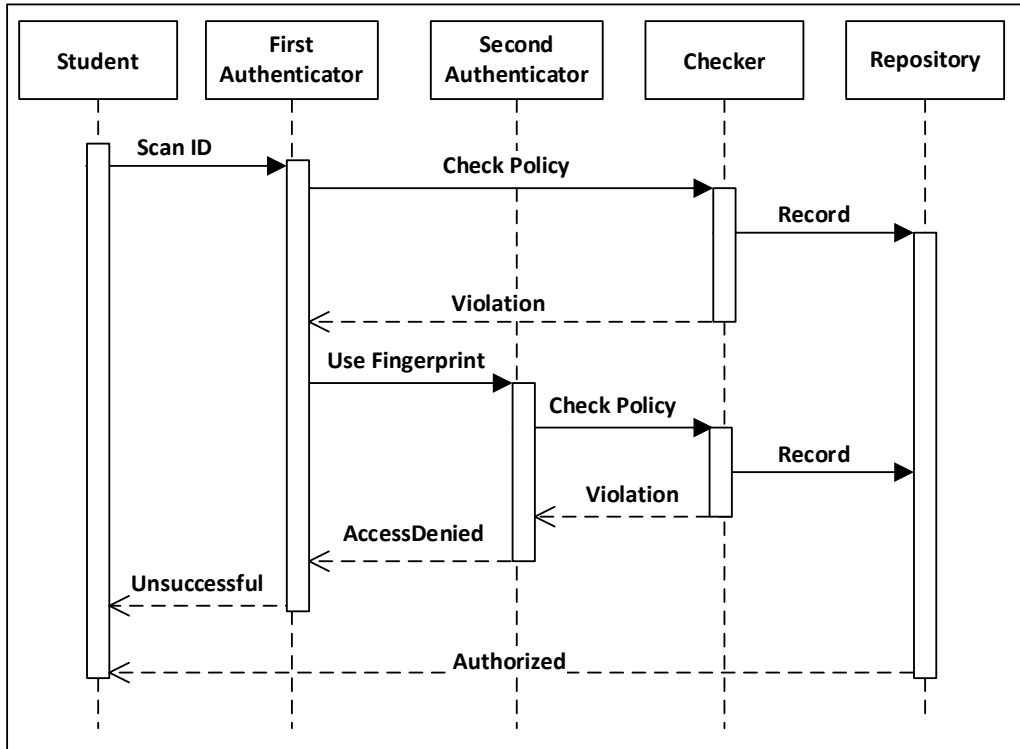 Student
First
Authenticator
Second
Authenticator
Checker
Repository
Scan ID
Check Policy
Record
Violation
Use Fingerprint
Check Policy
Record
Violation
AccessDenied
Unsuccessful
Authorized